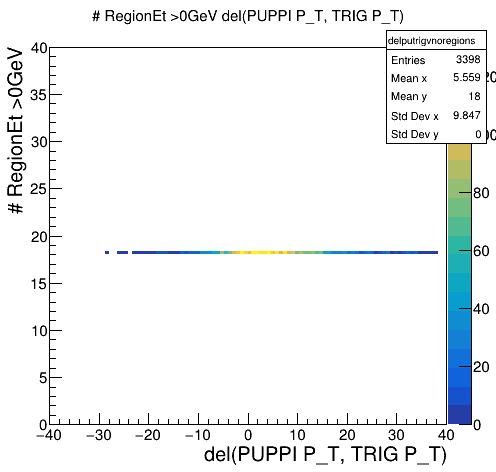 # RegionEt >0GeV del(PUPPI P_T, TRIG P_T)
delputrigvnoregions
Entries 3398
Mean x 5.559
Mean y 18
Std Dev x 9.847
Std Dev y 0
# RegionEt >0GeV
40
35
30
25
20
15
10
5
0
80
60
40
20
0
−40 −30 −20 −10 0 10 20 30 40
del(PUPPI P_T, TRIG P_T)